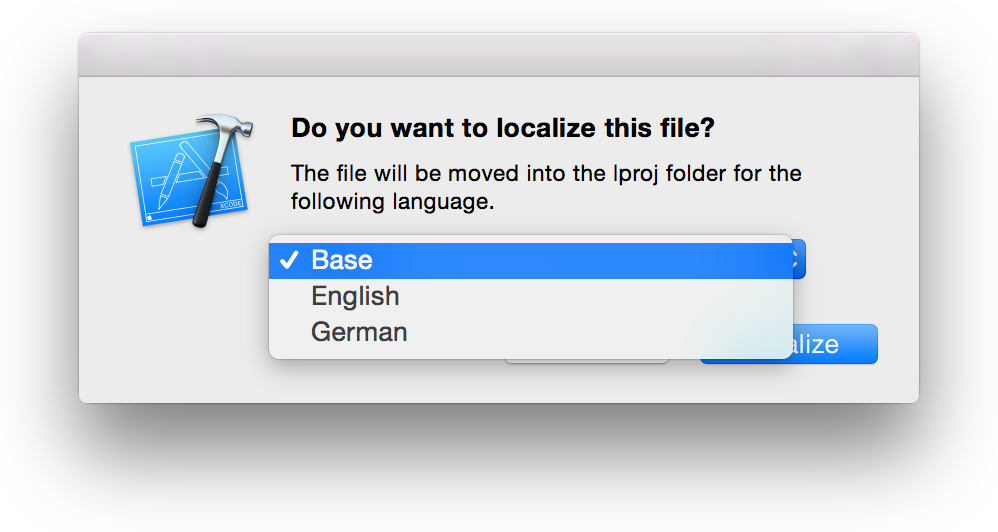 Do you want to localize this file?
The file will be moved into the lproj folder for the
following language.
XCODE
✓ Base
English
German